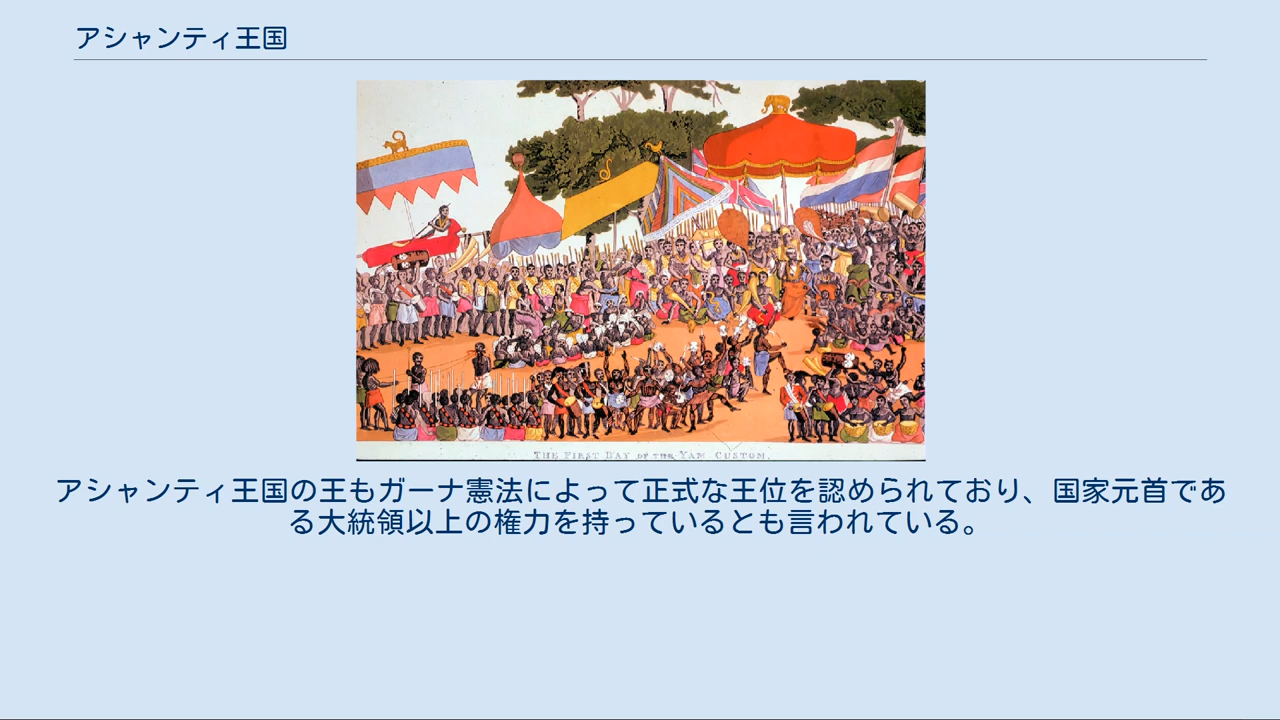 アシャンティ王国
THE FIRST DAY OF THE YAM CUSTOM.
アシャンティ王国の王もガーナ憲法によって正式な王位を認められており、国家元首であ
る大統領以上の権力を持っているとも言われている。